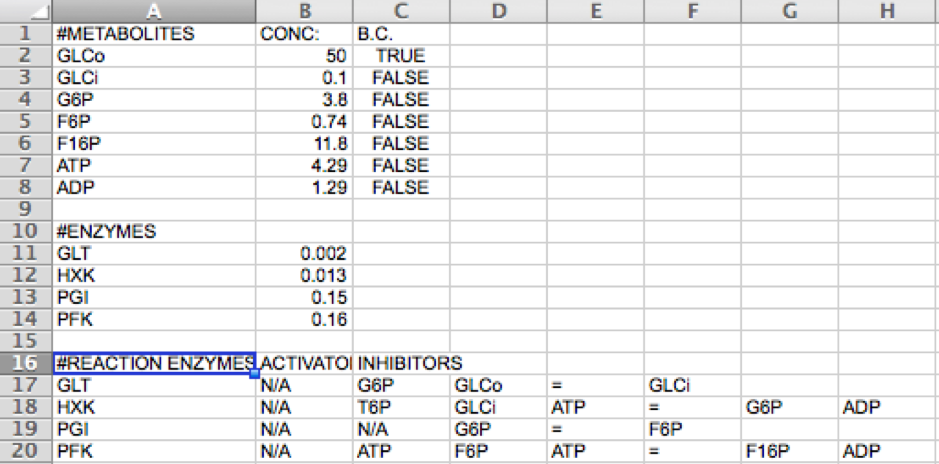 A B C D E F G H
1 #METABOLITES CONC: B.C.
2 GLCo 50 TRUE
3 GLCi 0.1 FALSE
4 G6P 3.8 FALSE
5 F6P 0.74 FALSE
6 F16P 11.8 FALSE
7 ATP 4.29 FALSE
8 ADP 1.29 FALSE
9
10 #ENZYMES
11 GLT 0.002
12 HXK 0.013
13 PGI 0.15
14 PFK 0.16
15
16 #REACTION ENZYMES ACTIVATOI INHIBITORS
17 GLT N/A G6P GLCo = GLCi
18 HXK N/A T6P GLCi ATP = G6P ADP
19 PGI N/A N/A G6P = F6P
20 PFK N/A ATP F6P ATP = F16P ADP